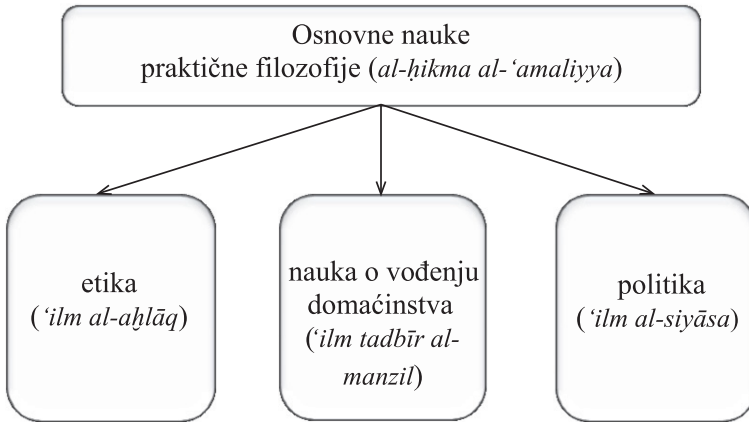 Osnovne nauke
praktične filozofije (al-ḥikma al-‘amaliyya)
etika
(‘ilm al-aḫlāq)
nauka o vođenju
domaćinstva
(‘ilm tadbīr al-
manzil)
politika
(‘ilm al-siyāsa)